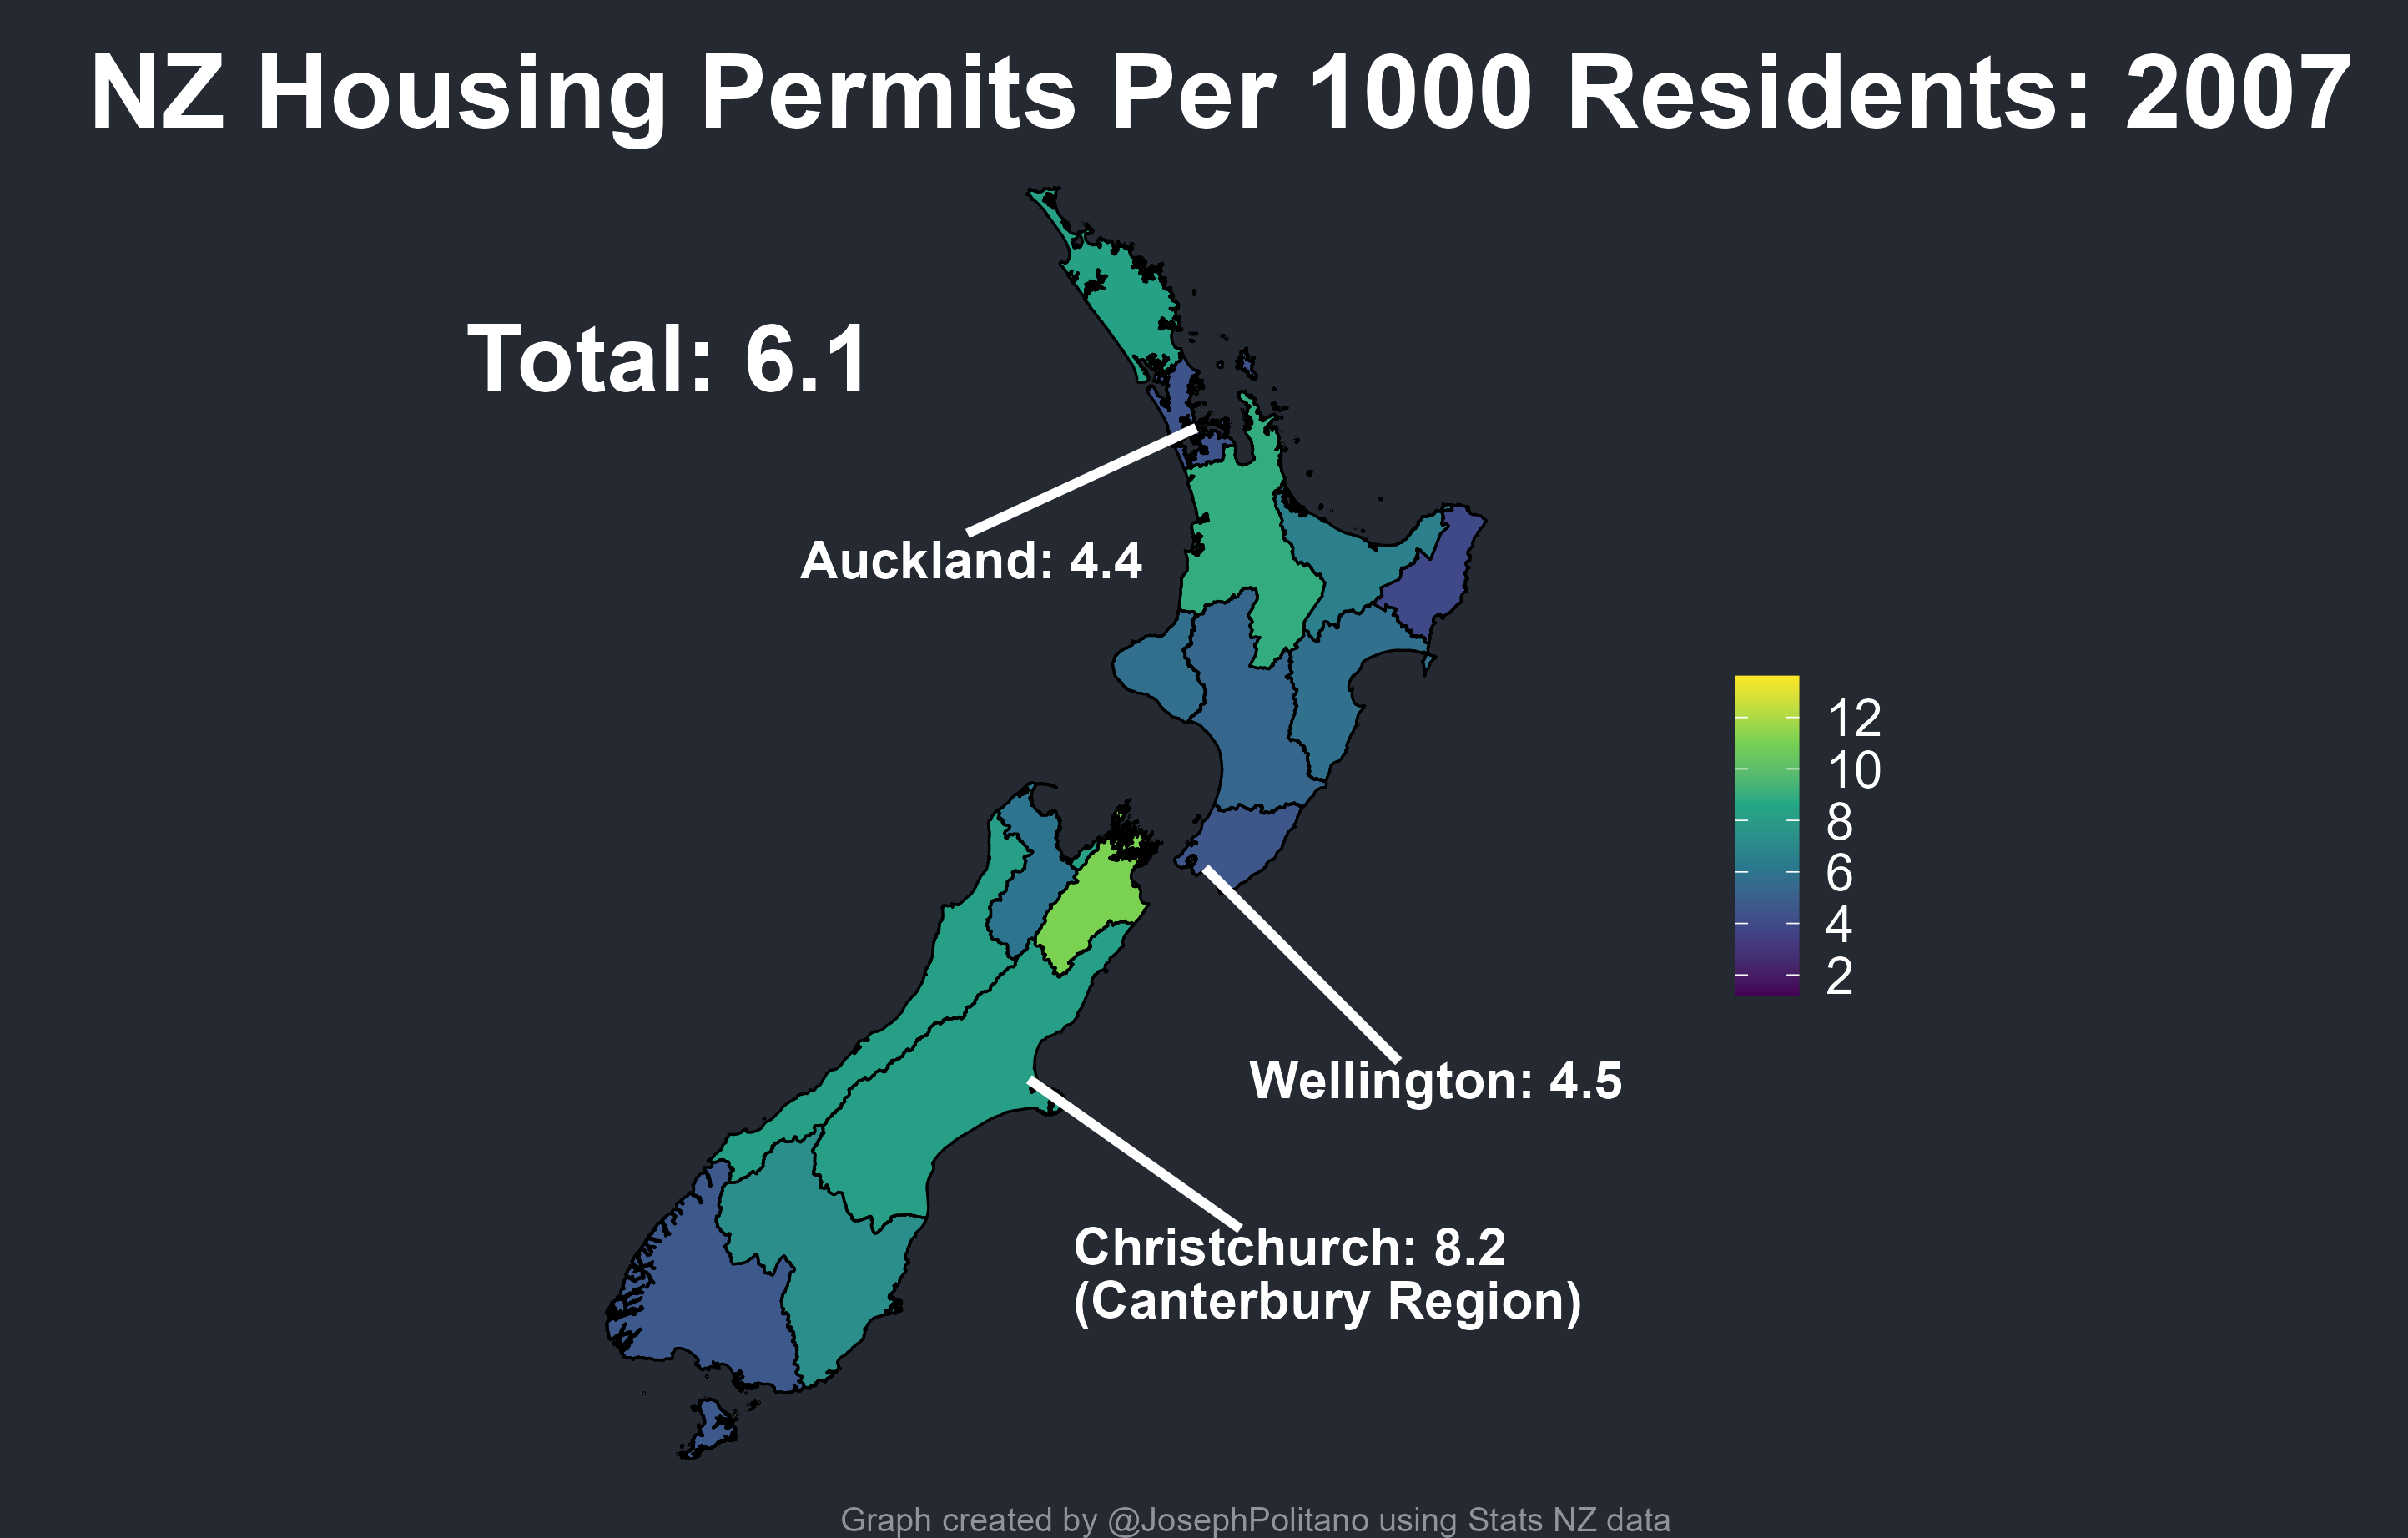 NZ Housing Permits Per 1000 Residents: 2007
Total: 6.1
Auckland: 4.4
12
10
8
6
4
2
Wellington: 4.5
Christchurch: 8.2
(Canterbury Region)
Graph created by @JosephPolitano using Stats NZ data